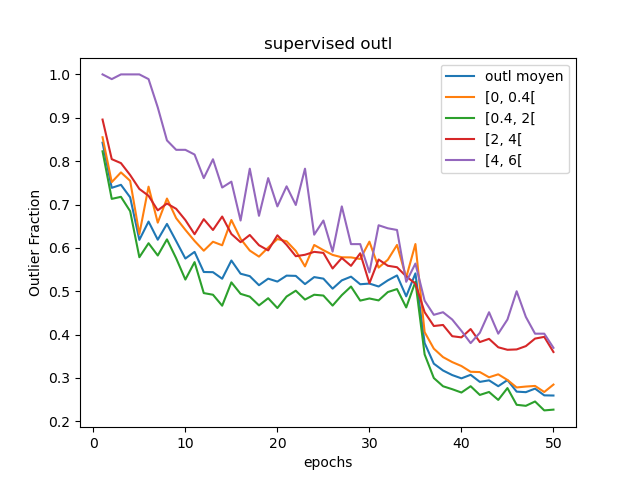 supervised outl
Outlier Fraction
1.0
0.9
0.8
0.7
0.6
0.5
0.4
0.3
0.2
outl moyen
[0, 0.4[
[0.4, 2[
[2, 4[
[4, 6[
0 10 20 30 40 50
epochs